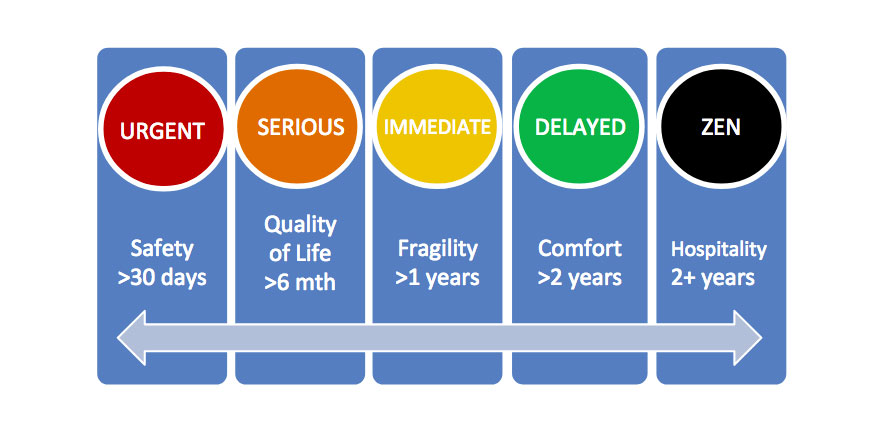 URGENT
SERIOUS
IMMEDIATE
DELAYED
ZEN
Safety
>30 days
Quality
of Life
>6 mth
Fragility
>1 years
Comfort
>2 years
Hospitality
2+ years